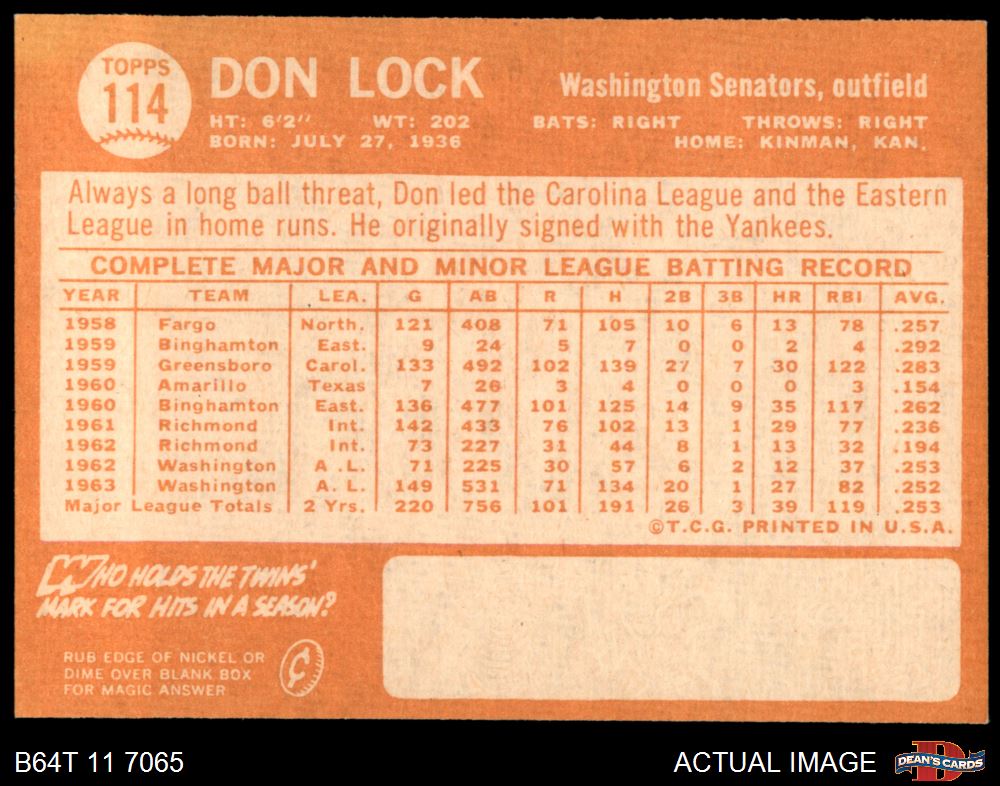 TOPPS
114
DON LOCK
Washington Senators, outfield
HT: 6'2" WT: 202 BATS: RIGHT THROWS: RIGHT
BORN: JULY 27, 1936 HOME: KINMAN, KAN.
Always a long ball threat, Don led the Carolina League and the Eastern
League in home runs. He originally signed with the Yankees.
COMPLETE MAJOR AND MINOR LEAGUE BATTING RECORD
YEAR TEAM LEA. G AB R H 2B 3B HR RBI AVG.
1958 Fargo North. 121 408 71 105 10 6 13 78 .257
1959 Binghamton East. 9 24 5 7 0 0 2 4 .292
1959 Greensboro Carol. 133 492 102 139 27 7 30 122 .283
1960 Amarillo Texas 7 26 3 4 0 0 0 3 .154
1960 Binghamton East. 136 477 101 125 14 9 35 117 .262
1961 Richmond Int. 142 433 76 102 13 1 29 77 .236
1962 Richmond Int. 73 227 31 44 8 1 13 32 .194
1962 Washington A.L. 71 225 30 57 6 2 12 37 .253
1963 Washington A.L. 149 531 71 134 20 1 27 82 .252
Major League Totals 2 Yrs. 220 756 101 191 26 3 39 119 .253
©T.C.G. PRINTED IN U.S.A.
WHO HOLDS THE TWINS'
MARK FOR HITS IN A SEASON?
RUB EDGE OF NICKEL OR
DIME OVER BLANK BOX
FOR MAGIC ANSWER
¢
B64T 11 7065
ACTUAL IMAGE
DEAN'S CARDS